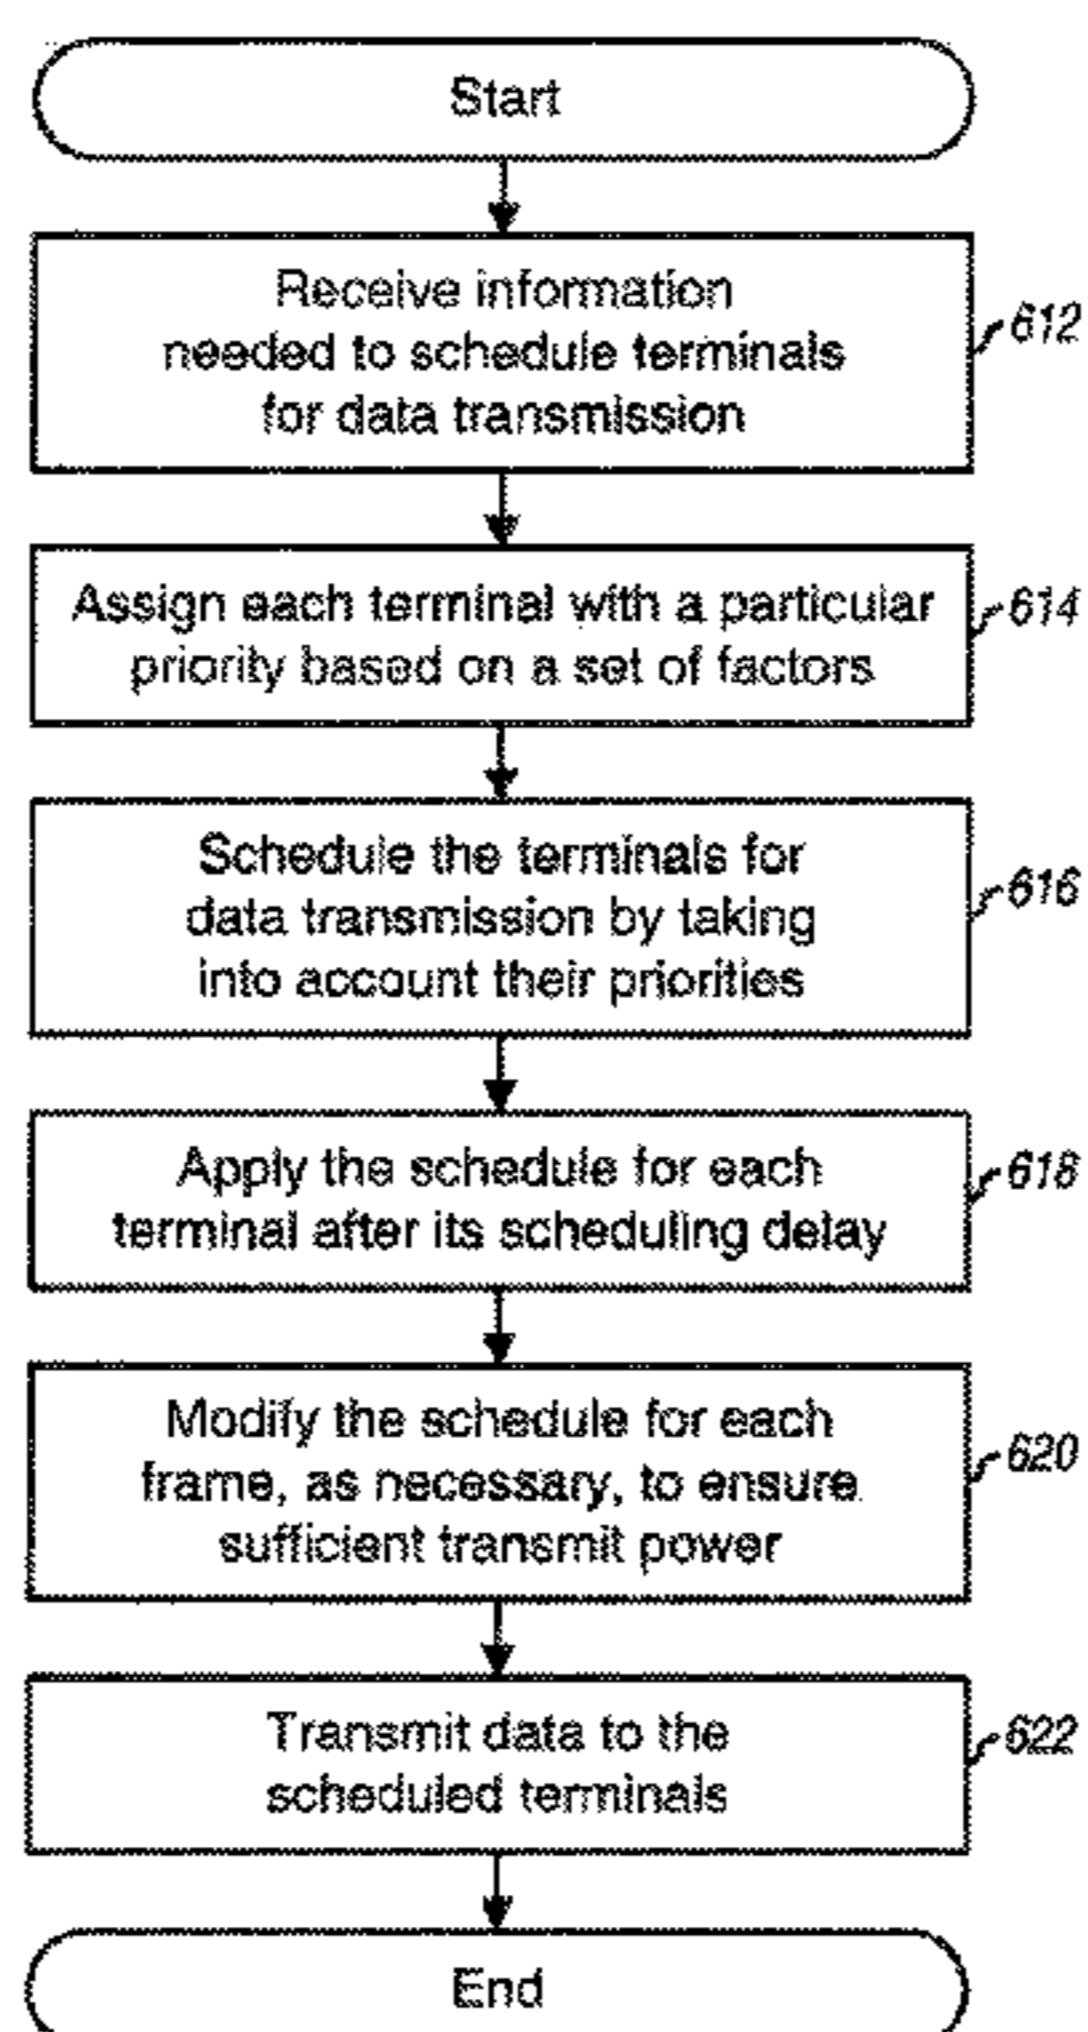 Start
Receive information
needed to schedule terminals
for data transmission
612
Assign each terminal with a particular
priority based on a set of factors
614
Schedule the terminals for
data transmission by taking
into account their priorities
616
Apply the schedule for each
terminal after its scheduling delay
618
Modify the schedule for each
frame, as necessary, to ensure
sufficient transmit power
620
Transmit data to the
scheduled terminals
622
End